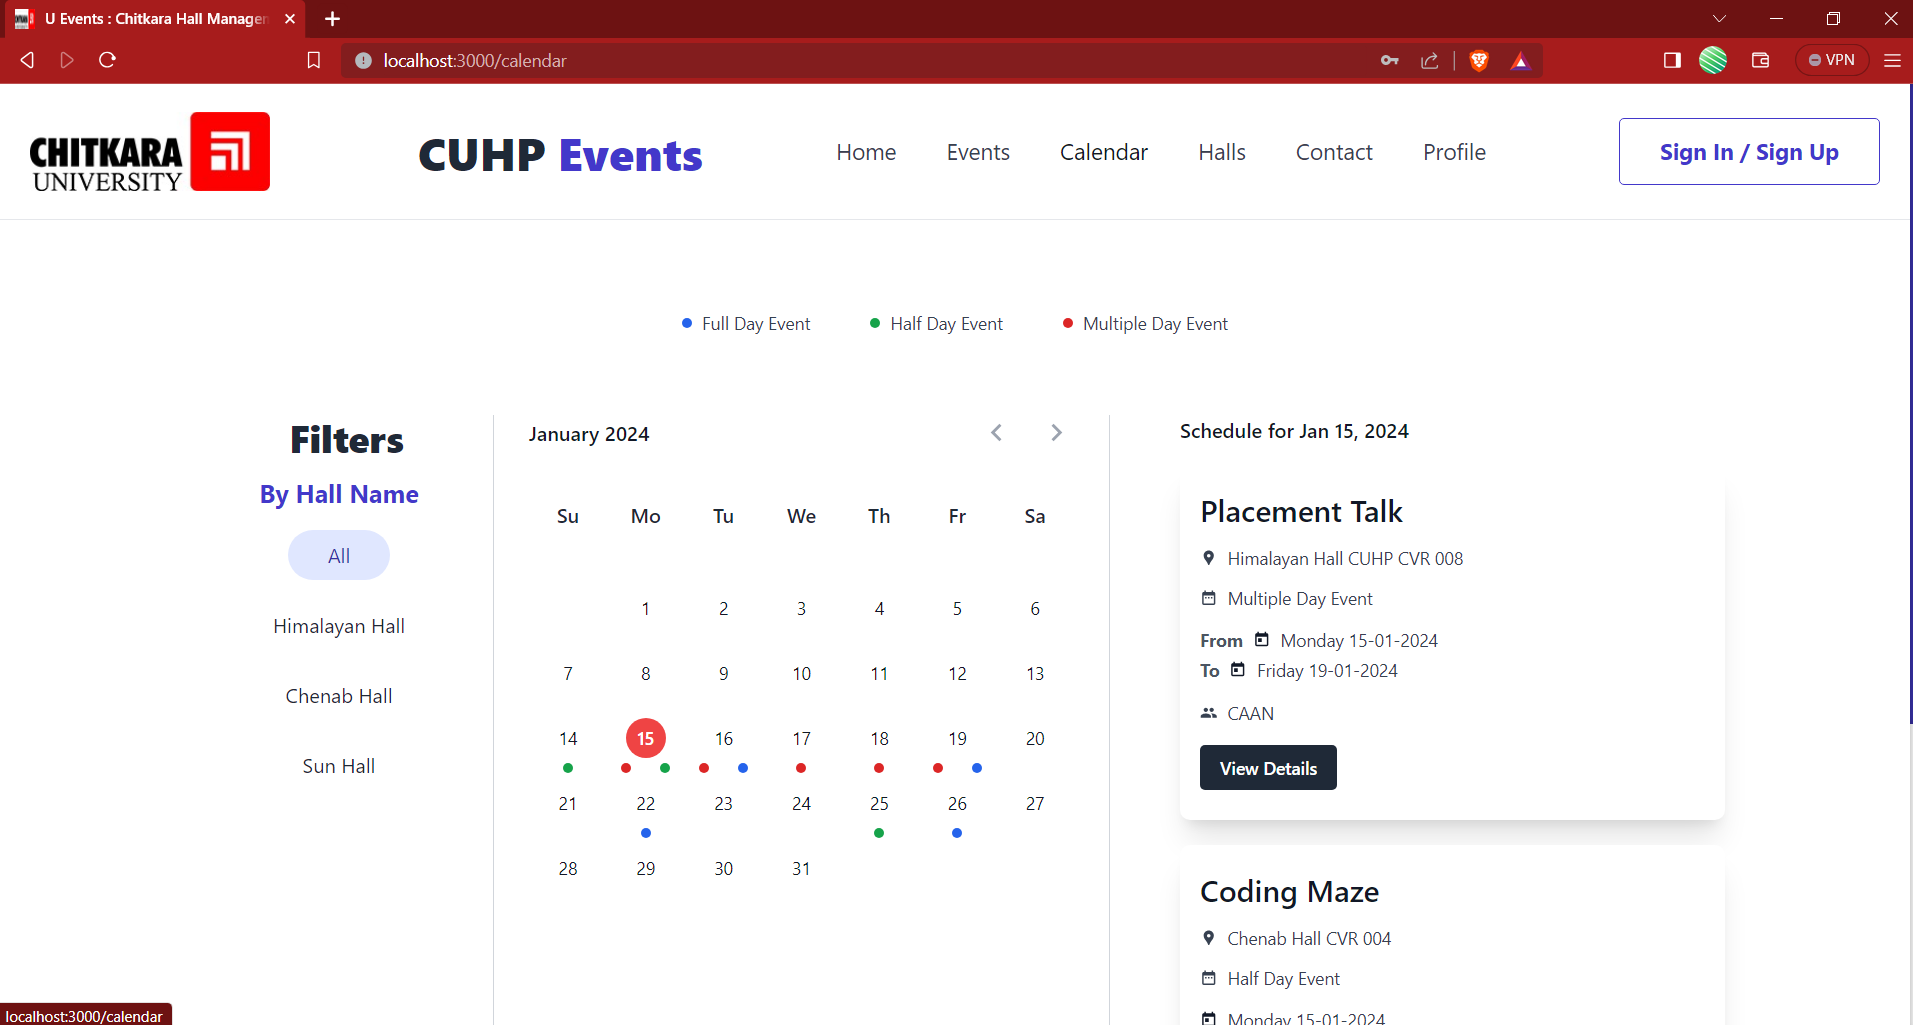 U Events : Chitkara Hall Managem
localhost:3000/calendar
VPN
CHITKARA
UNIVERSITY
CUHP Events
Home
Events
Calendar
Halls
Contact
Profile
Sign In / Sign Up
Full Day Event
Half Day Event
Multiple Day Event
Filters
By Hall Name
All
Himalayan Hall
Chenab Hall
Sun Hall
January 2024
Su Mo Tu We Th Fr Sa
1 2 3 4 5 6
7 8 9 10 11 12 13
14 15 16 17 18 19 20
21 22 23 24 25 26 27
28 29 30 31
Schedule for Jan 15, 2024
Placement Talk
Himalayan Hall CUHP CVR 008
Multiple Day Event
From Monday 15-01-2024
To Friday 19-01-2024
CAAN
View Details
Coding Maze
Chenab Hall CVR 004
Half Day Event
Monday 15-01-2024
localhost:3000/calendar